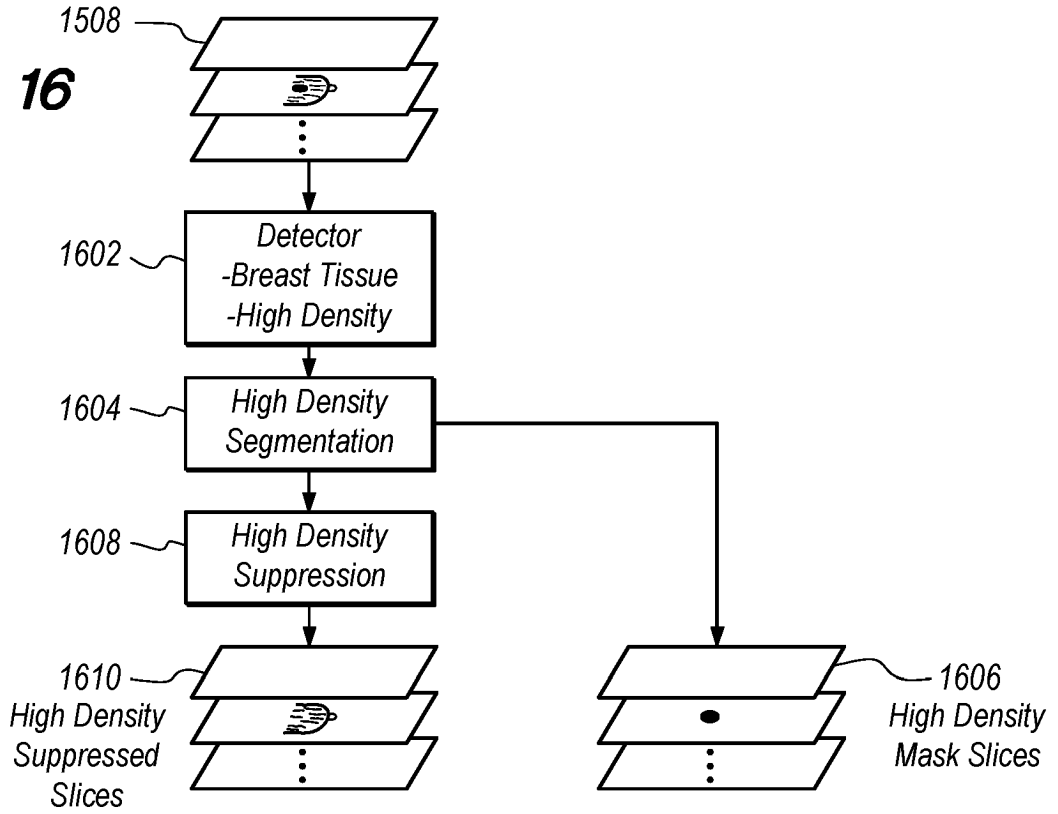 1508
16
1602
Detector
-Breast Tissue
-High Density
1604
High Density
Segmentation
1608
High Density
Suppression
1610
High Density
Suppressed
Slices
1606
High Density
Mask Slices